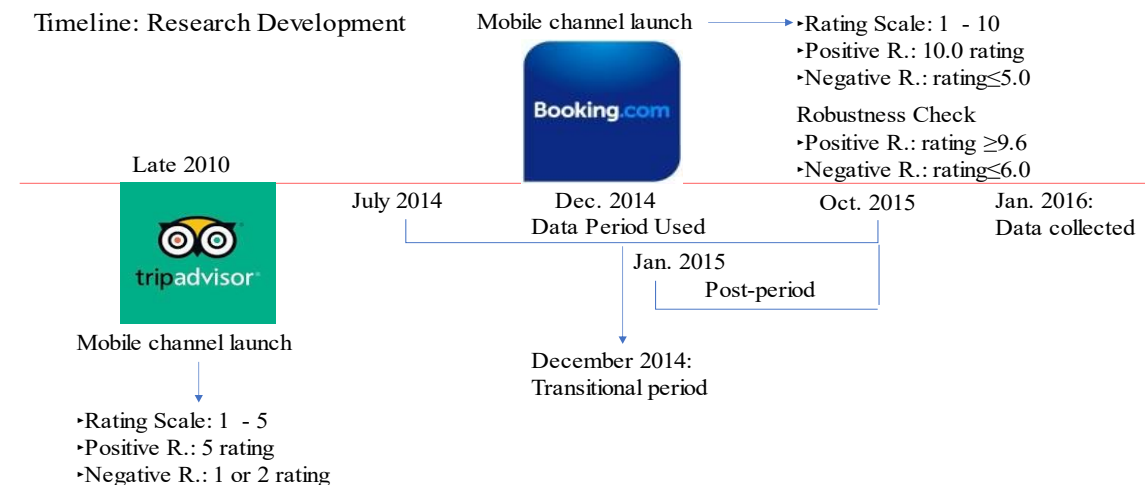 Timeline: Research Development
Mobile channel launch
‣Rating Scale: 1 - 10
‣Positive R.: 10.0 rating
‣Negative R.: rating≤5.0
Robustness Check
‣Positive R.: rating ≥9.6
‣Negative R.: rating≤6.0
Booking.com
Late 2010
July 2014
Dec. 2014
Data Period Used
Oct. 2015
Jan. 2016:
Data collected
Jan. 2015
Post-period
tripadvisor
Mobile channel launch
December 2014:
Transitional period
‣Rating Scale: 1 - 5
‣Positive R.: 5 rating
‣Negative R.: 1 or 2 rating